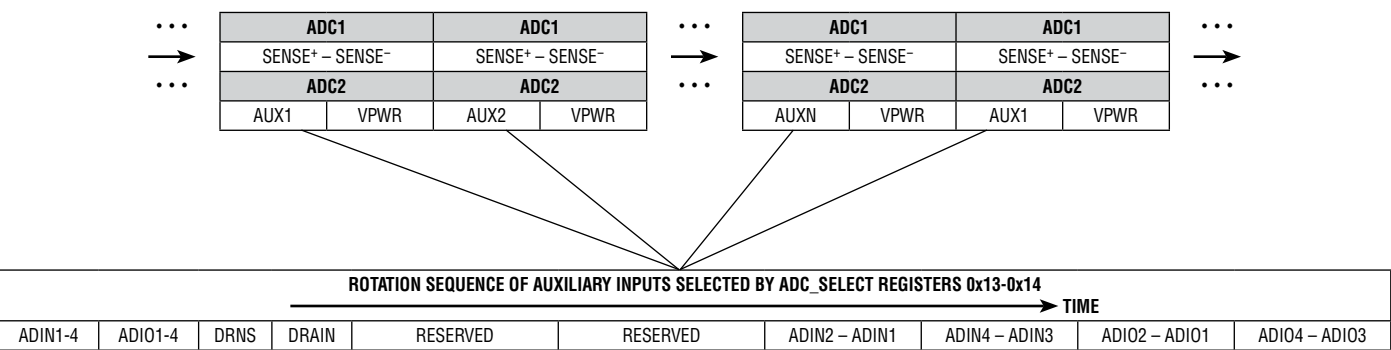 • • • ADC1 ADC1 • • • ADC1 ADC1 • • •
SENSE⁺ – SENSE⁻ SENSE⁺ – SENSE⁻ SENSE⁺ – SENSE⁻ SENSE⁺ – SENSE⁻
• • • ADC2 ADC2 • • • ADC2 ADC2 • • •
AUX1 VPWR AUX2 VPWR AUXN VPWR AUX1 VPWR
ROTATION SEQUENCE OF AUXILIARY INPUTS SELECTED BY ADC_SELECT REGISTERS 0x13-0x14
TIME
ADIN1-4 ADIO1-4 DRNS DRAIN RESERVED RESERVED ADIN2 – ADIN1 ADIN4 – ADIN3 ADIO2 – ADIO1 ADIO4 – ADIO3